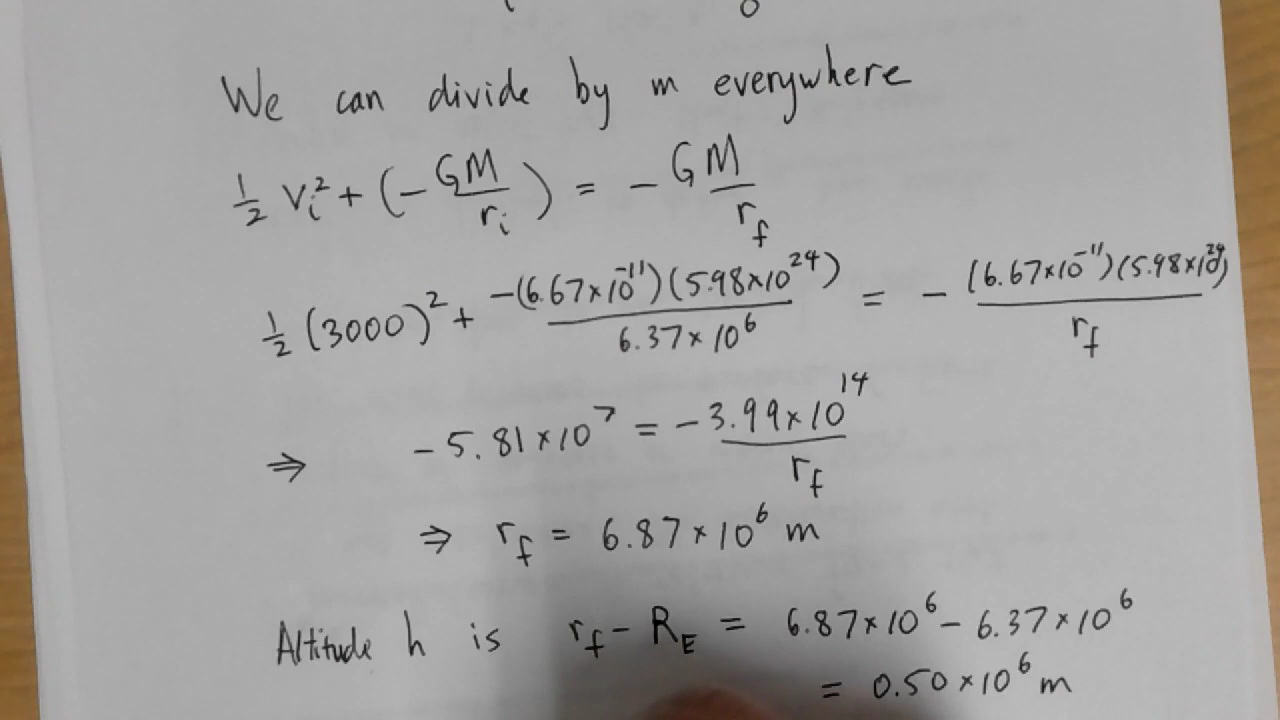 We can divide by m everywhere
½ Vᵢ² + (− GM/rᵢ) = − GM/r_f
½ (3000)² + −(6.67×10⁻¹¹)(5.98×10²⁴)/6.37×10⁶ = − (6.67×10⁻¹¹)(5.98×10²⁴)/r_f
⇒ −5.81×10⁷ = −3.99×10¹⁴/r_f
⇒ r_f = 6.87×10⁶ m
Altitude h is r_f − R_E = 6.87×10⁶ − 6.37×10⁶
= 0.50×10⁶ m